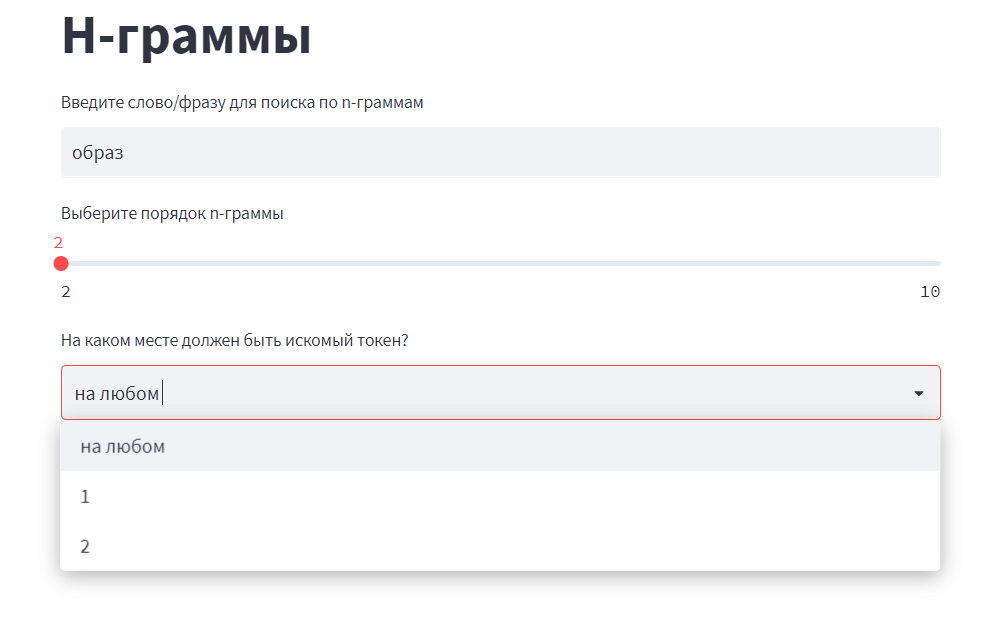 Н-граммы
Введите слово/фразу для поиска по n-граммам
образ
Выберите порядок n-граммы
2
2 10
На каком месте должен быть искомый токен?
на любом
на любом
1
2